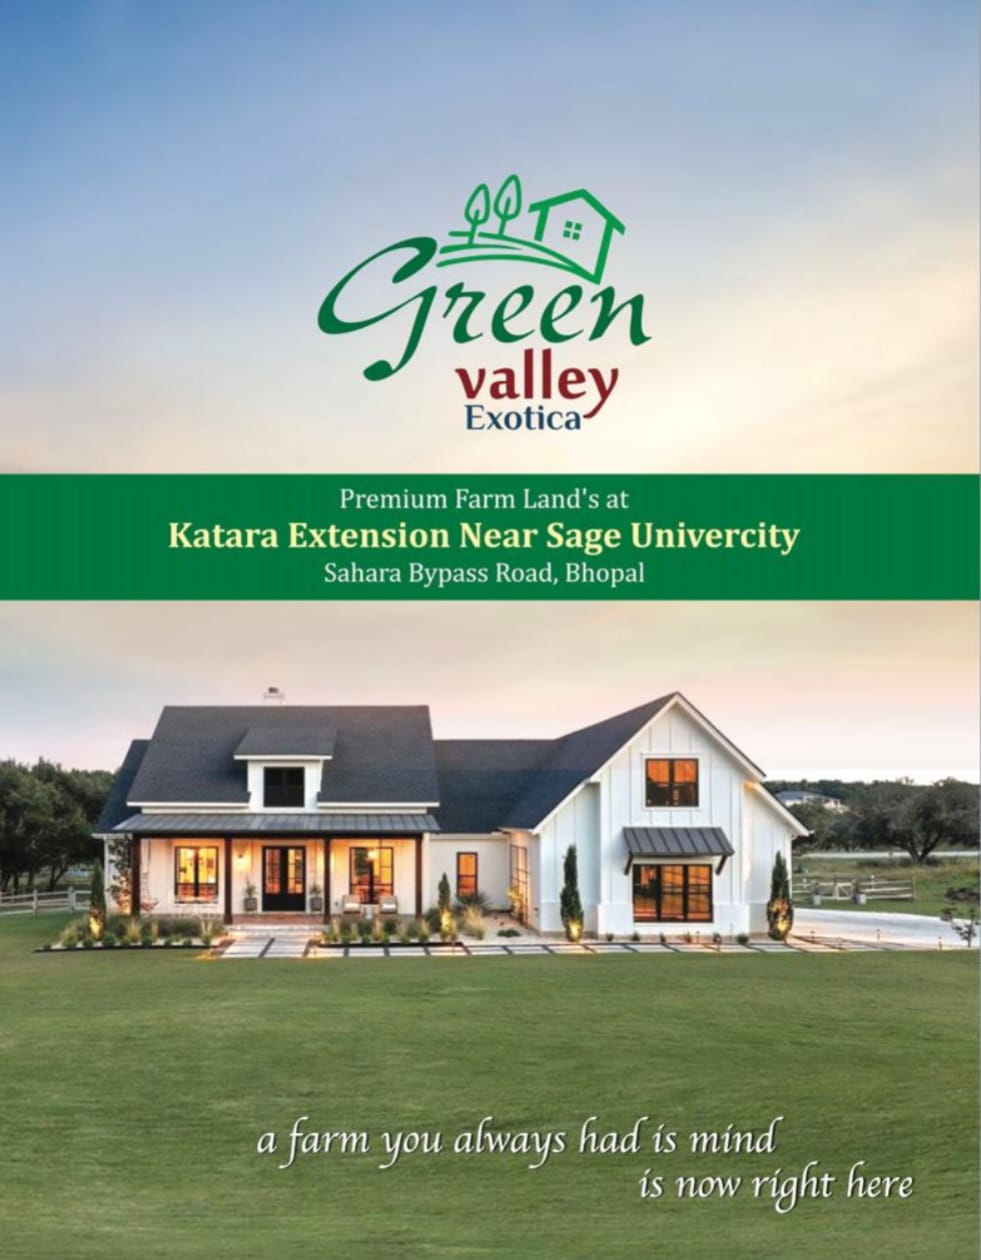 Green
valley
Exotica
Premium Farm Land's at
Katara Extension Near Sage Univercity
Sahara Bypass Road, Bhopal
a farm you always had is mind
is now right here